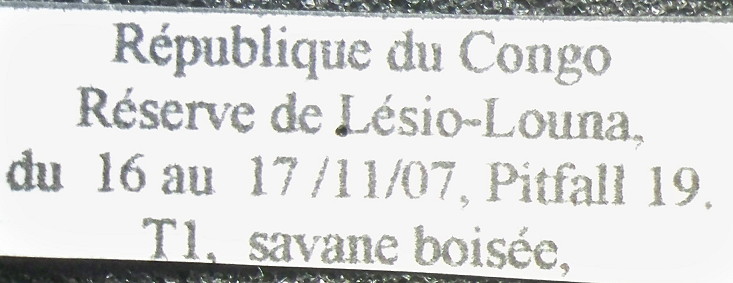 République du Congo
Réserve de Lésio-Louna,
du 16 au 17/11/07, Pitfall 19.
T1, savane boisée,